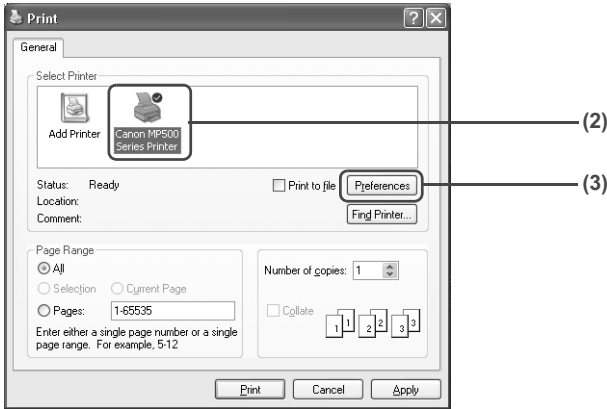 Print
General
Select Printer
Add Printer
Canon MP500
Series Printer
(2)
Status: Ready
Print to file
Preferences
(3)
Location:
Comment:
Find Printer...
Page Range
All
Selection
Current Page
Pages: 1-65535
Enter either a single page number or a single
page range. For example, 5-12
Number of copies: 1
Collate
1 1 2 2 3 3
Print
Cancel
Apply